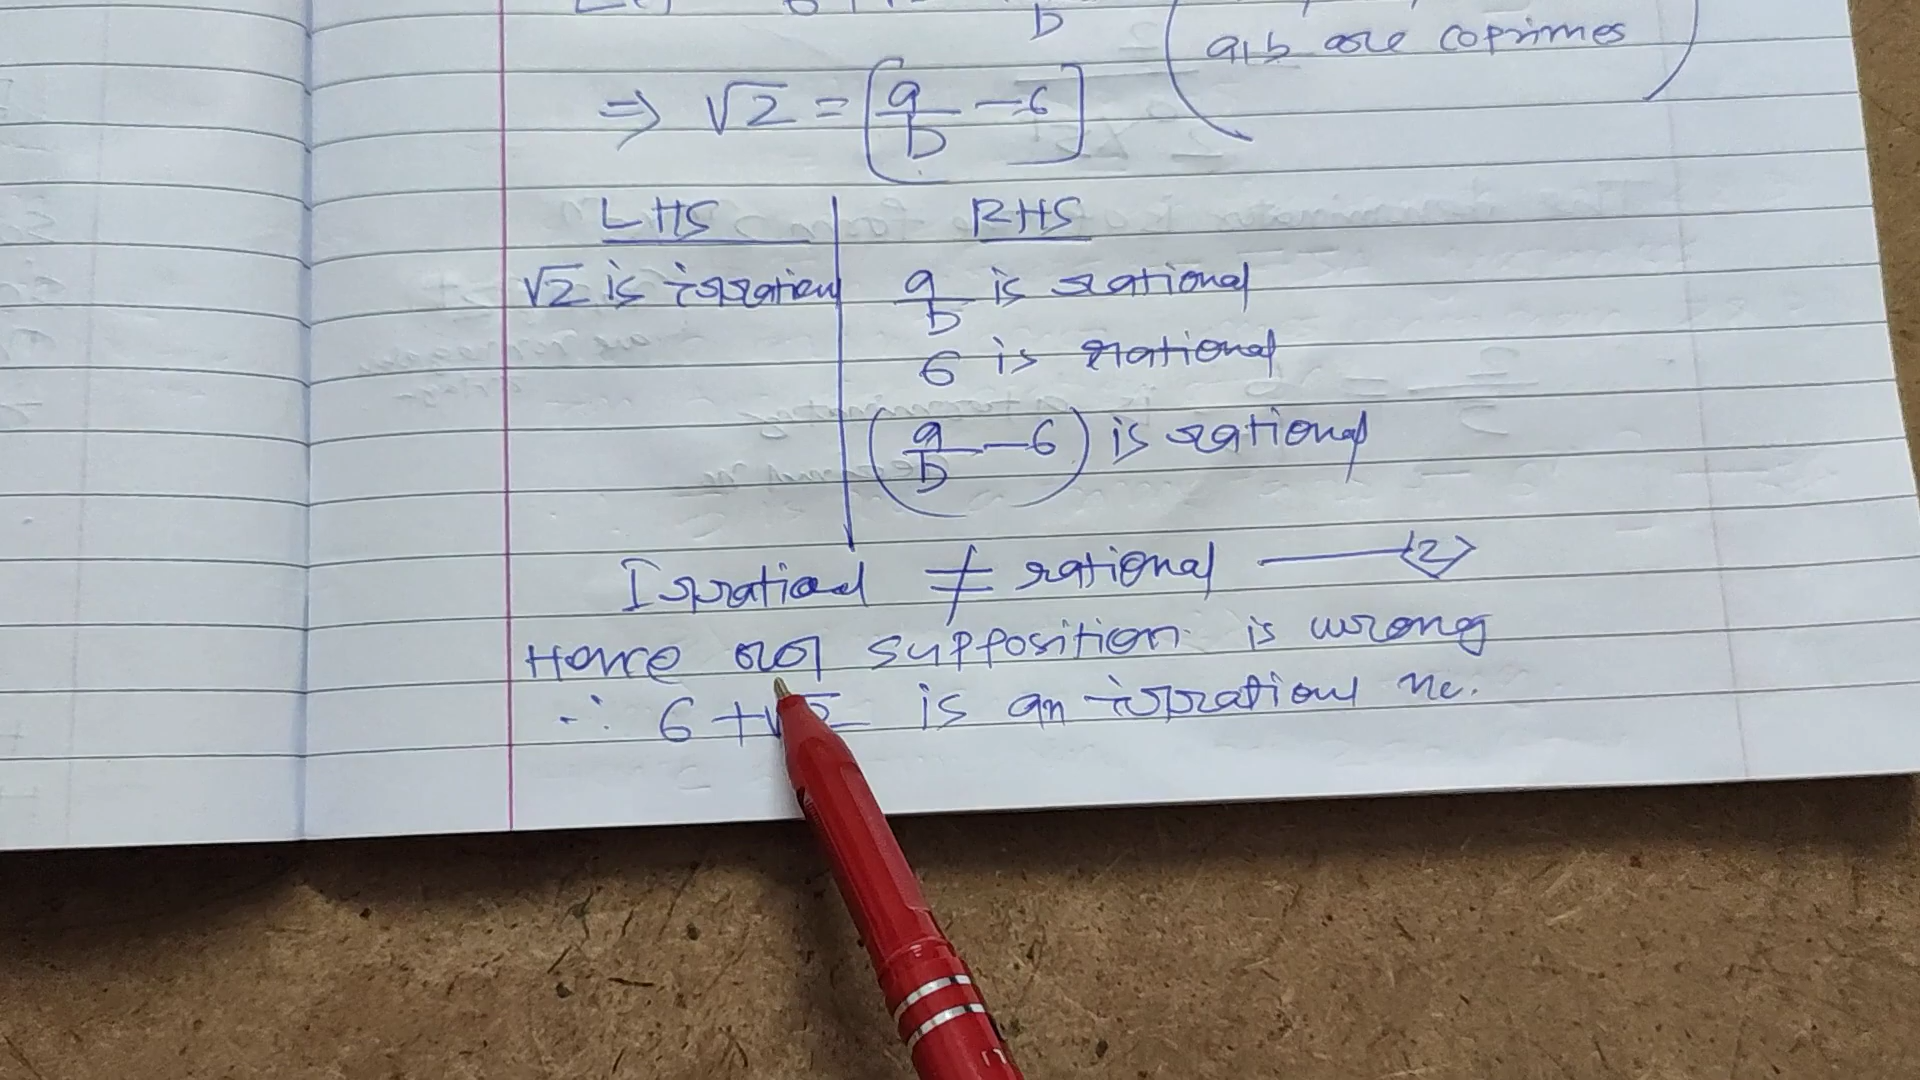 b
a,b are coprimes
⇒ √2 = [a/b - 6]
LHS RHS
√2 is irration a/b is rational
6 is rational
(a/b - 6) is rational
Irrational ≠ rational —— <2>
Hence our supposition is wrong
∴ 6 + √2 is an irrational no.